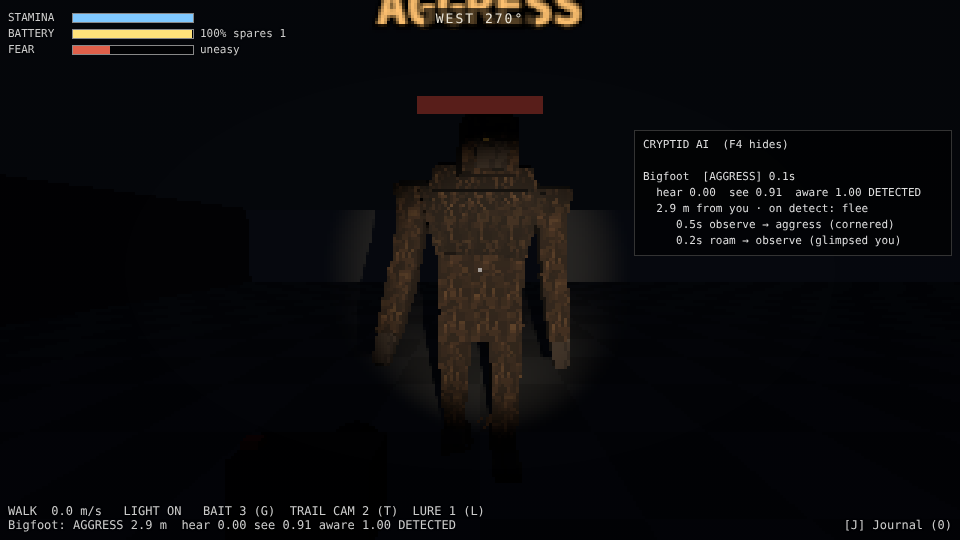 AGGRESS
WEST 270°
STAMINA
BATTERY 100% spares 1
FEAR uneasy
CRYPTID AI (F4 hides)
Bigfoot [AGGRESS] 0.1s
hear 0.00 see 0.91 aware 1.00 DETECTED
2.9 m from you · on detect: flee
0.5s observe → aggress (cornered)
0.2s roam → observe (glimpsed you)
WALK 0.0 m/s LIGHT ON BAIT 3 (G) TRAIL CAM 2 (T) LURE 1 (L)
Bigfoot: AGGRESS 2.9 m hear 0.00 see 0.91 aware 1.00 DETECTED
[J] Journal (0)